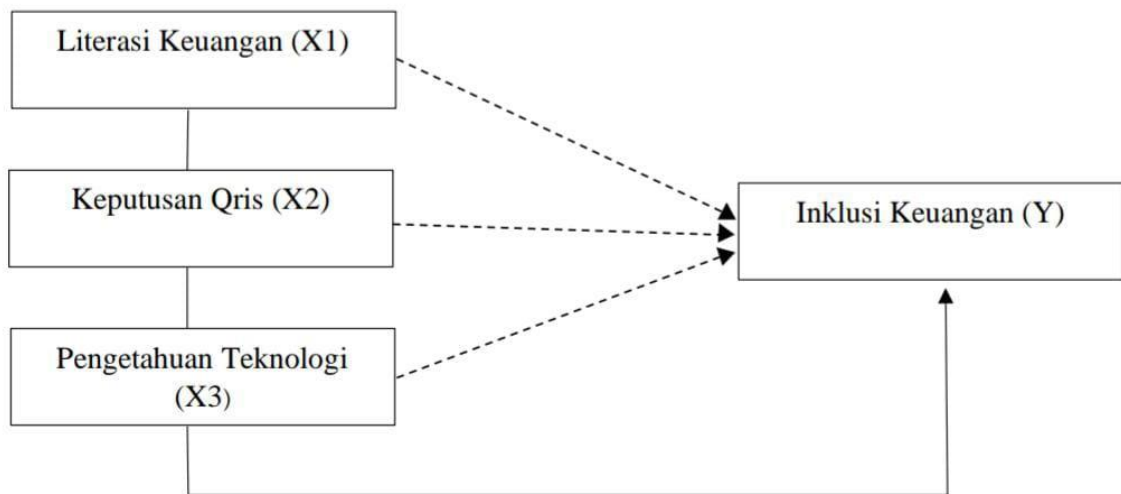 Literasi Keuangan (X1)
Keputusan Qris (X2)
Inklusi Keuangan (Y)
Pengetahuan Teknologi
(X3)